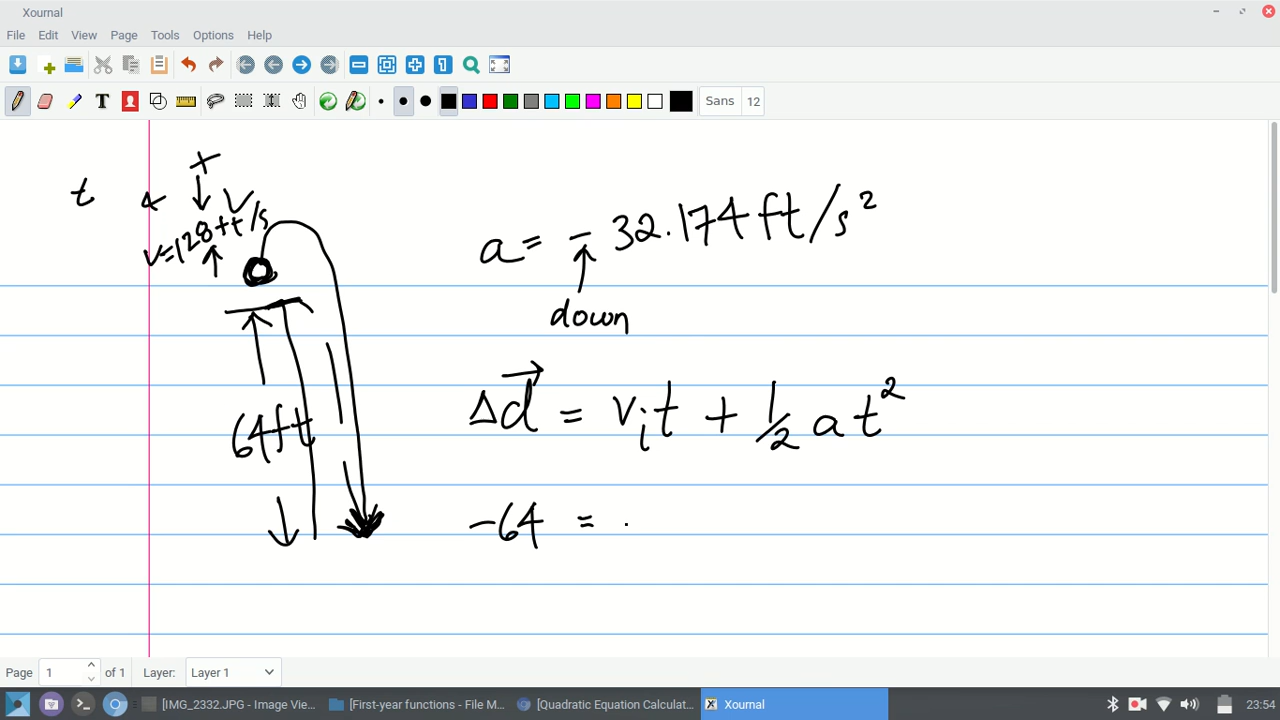 Xournal
File Edit View Page Tools Options Help
Sans 12
t
+
v=128ft/s
a = - 32.174 ft/s²
down
Δd = vᵢt + 1/2 at²
64ft
-64 =
Page 1 of 1 Layer: Layer 1
[IMG_2332.JPG - Image Vie... [First-year functions - File M... [Quadratic Equation Calculat... Xournal 23:54